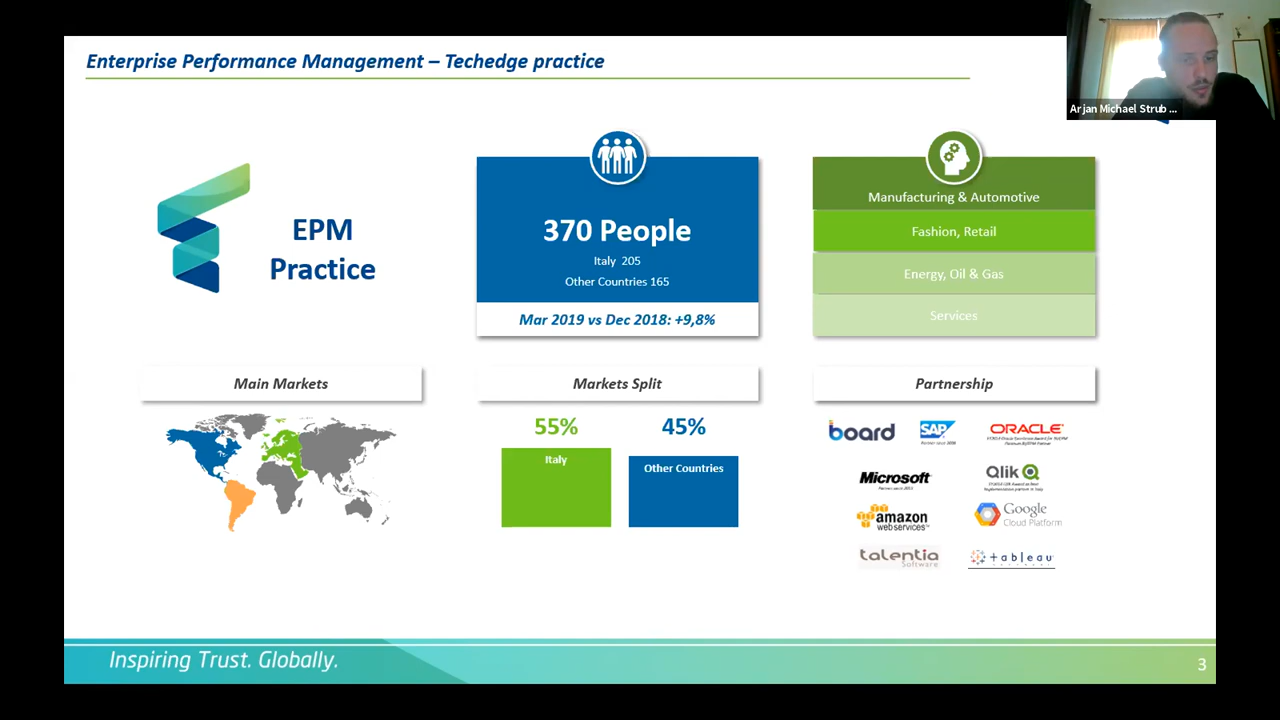 Enterprise Performance Management – Techedge practice
Arjan Michael Strub ...
EPM
Practice
370 People
Italy 205
Other Countries 165
Mar 2019 vs Dec 2018: +9,8%
Manufacturing & Automotive
Fashion, Retail
Energy, Oil & Gas
Services
Main Markets
Markets Split
Partnership
55%
45%
Italy
Other Countries
board
SAP
ORACLE
Microsoft
Qlik
amazon
webservices™
Google
Cloud Platform
talentia
Software
+ableau
Inspiring Trust. Globally.
3